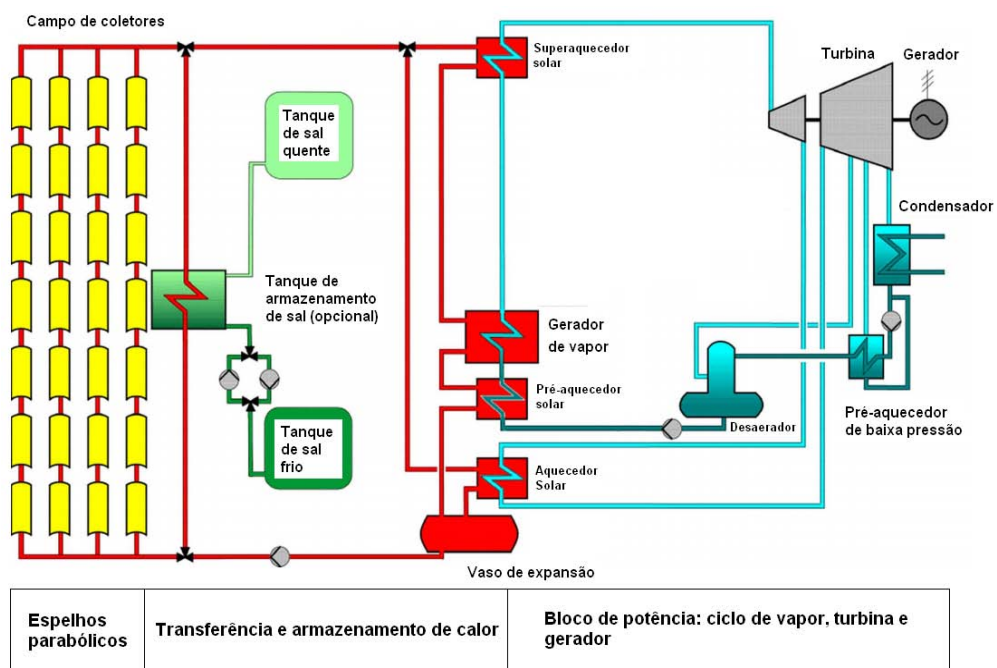 Campo de coletores
Superaquecedor
solar
Turbina
Gerador
Tanque
de sal
quente
Condensador
Tanque de
armazenamento
de sal (opcional)
Gerador
de vapor
Pré-aquecedor
solar
Desaerador
Pré-aquecedor
de baixa pressão
Tanque
de sal
frio
Aquecedor
Solar
Vaso de expansão
Espelhos
parabólicos
Transferência e armazenamento de calor
Bloco de potência: ciclo de vapor, turbina e
gerador